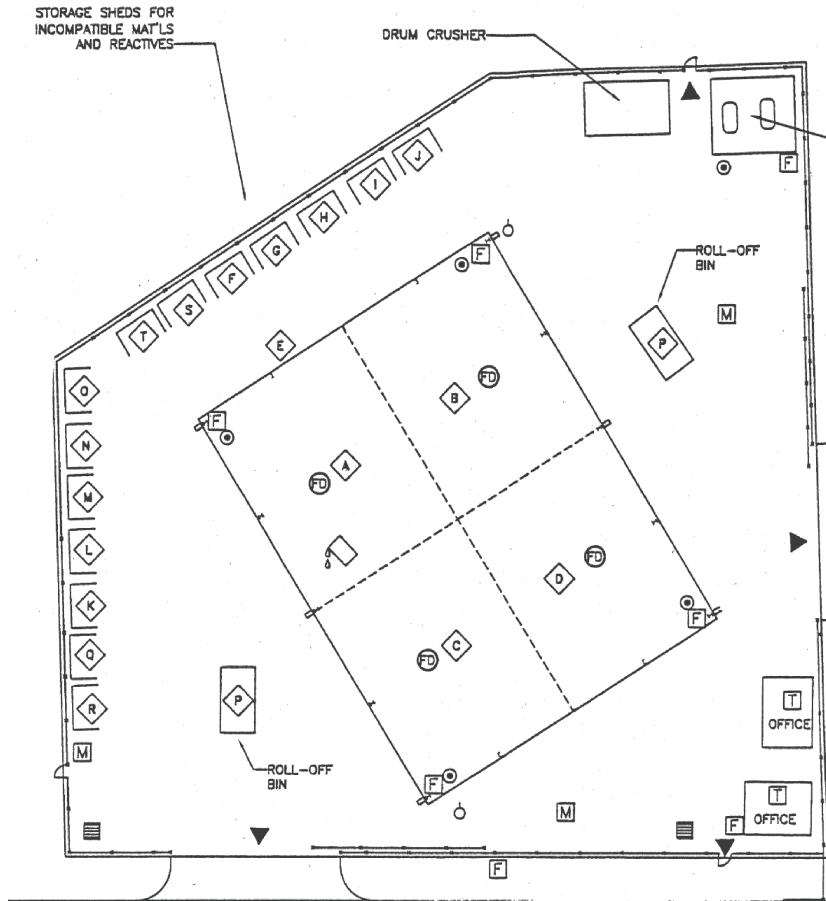 STORAGE SHEDS FOR
INCOMPATIBLE MAT'LS
AND REACTIVES
DRUM CRUSHER
J
I
H
G
F
S
T
F
F
ROLL-OFF
BIN
M
P
E
O
B
FD
F
N
A
FD
M
L
D
FD
K
F
C
FD
Q
R
P
T
OFFICE
M
ROLL-OFF
BIN
F
M
T
OFFICE
F
F